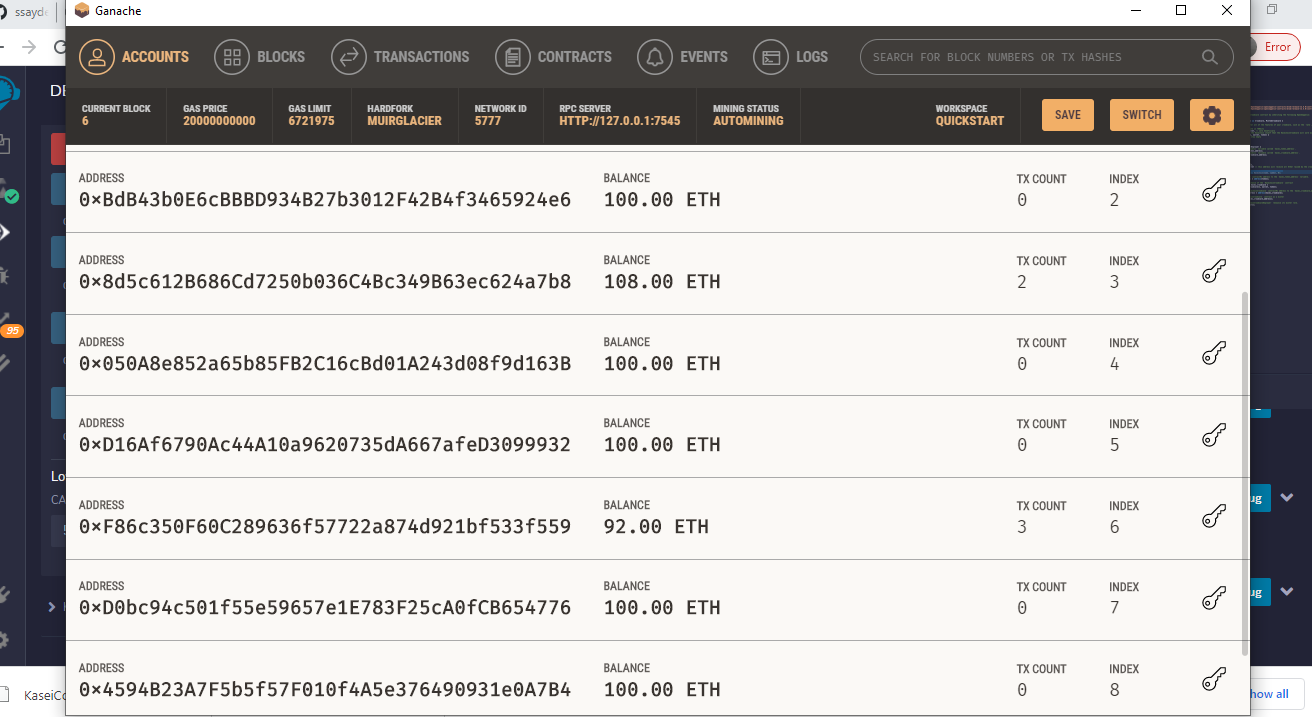 ssayd
Ganache
Error
ACCOUNTS BLOCKS TRANSACTIONS CONTRACTS EVENTS LOGS SEARCH FOR BLOCK NUMBERS OR TX HASHES
CURRENT BLOCK GAS PRICE GAS LIMIT HARDFORK NETWORK ID RPC SERVER MINING STATUS WORKSPACE
6 20000000000 6721975 MUIRGLACIER 5777 HTTP://127.0.0.1:7545 AUTOMINING QUICKSTART SAVE SWITCH
ADDRESS BALANCE TX COUNT INDEX
0×BdB43b0E6cBBBD934B27b3012F42B4f3465924e6 100.00 ETH 0 2
ADDRESS BALANCE TX COUNT INDEX
0×8d5c612B686Cd7250b036C4Bc349B63ec624a7b8 108.00 ETH 2 3
95
ADDRESS BALANCE TX COUNT INDEX
0×050A8e852a65b85FB2C16cBd01A243d08f9d163B 100.00 ETH 0 4
ADDRESS BALANCE TX COUNT INDEX
0×D16Af6790Ac44A10a9620735dA667afeD3099932 100.00 ETH 0 5
Lo
CA
ug
ADDRESS BALANCE TX COUNT INDEX
0×F86c350F60C289636f57722a874d921bf533f559 92.00 ETH 3 6
ADDRESS BALANCE TX COUNT INDEX
0×D0bc94c501f55e59657e1E783F25cA0fCB654776 100.00 ETH 0 7
ug
ADDRESS BALANCE TX COUNT INDEX
0×4594B23A7F5b5f57F010f4A5e376490931e0A7B4 100.00 ETH 0 8
KaseiCo
how all